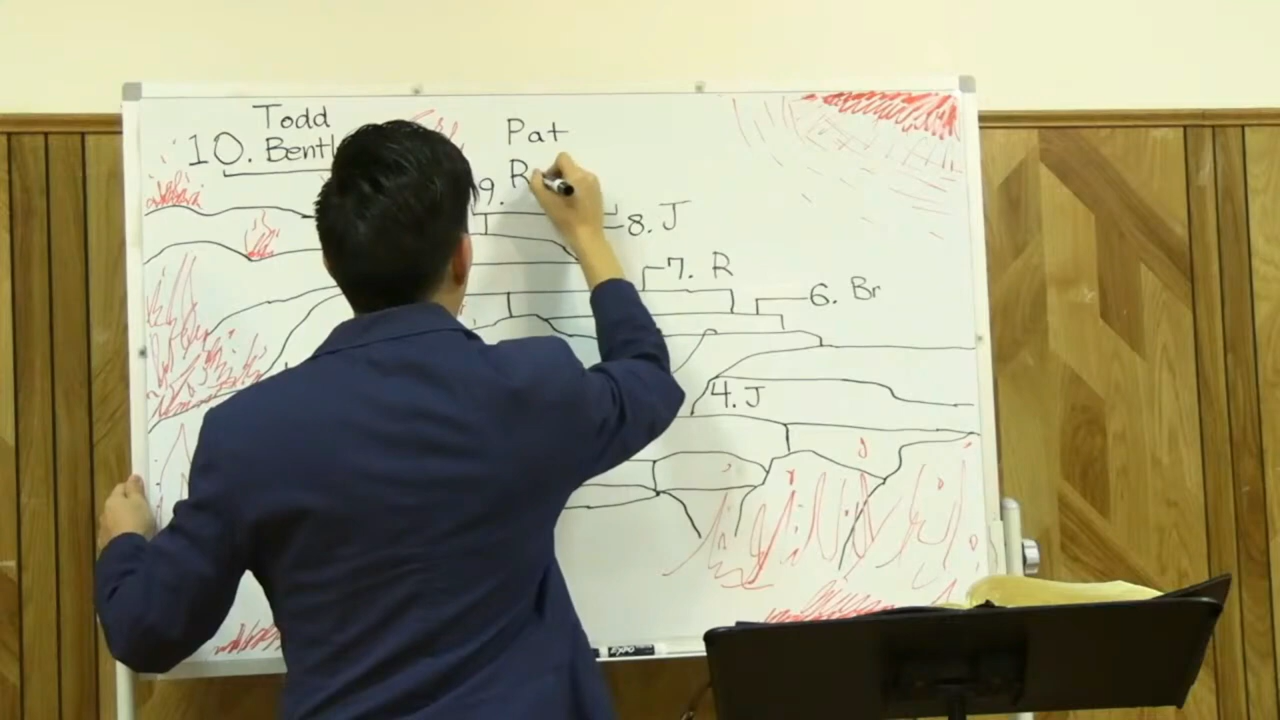 Todd
10. Bentl
Pat
9. R
8. J
7. R
6. Br
4. J